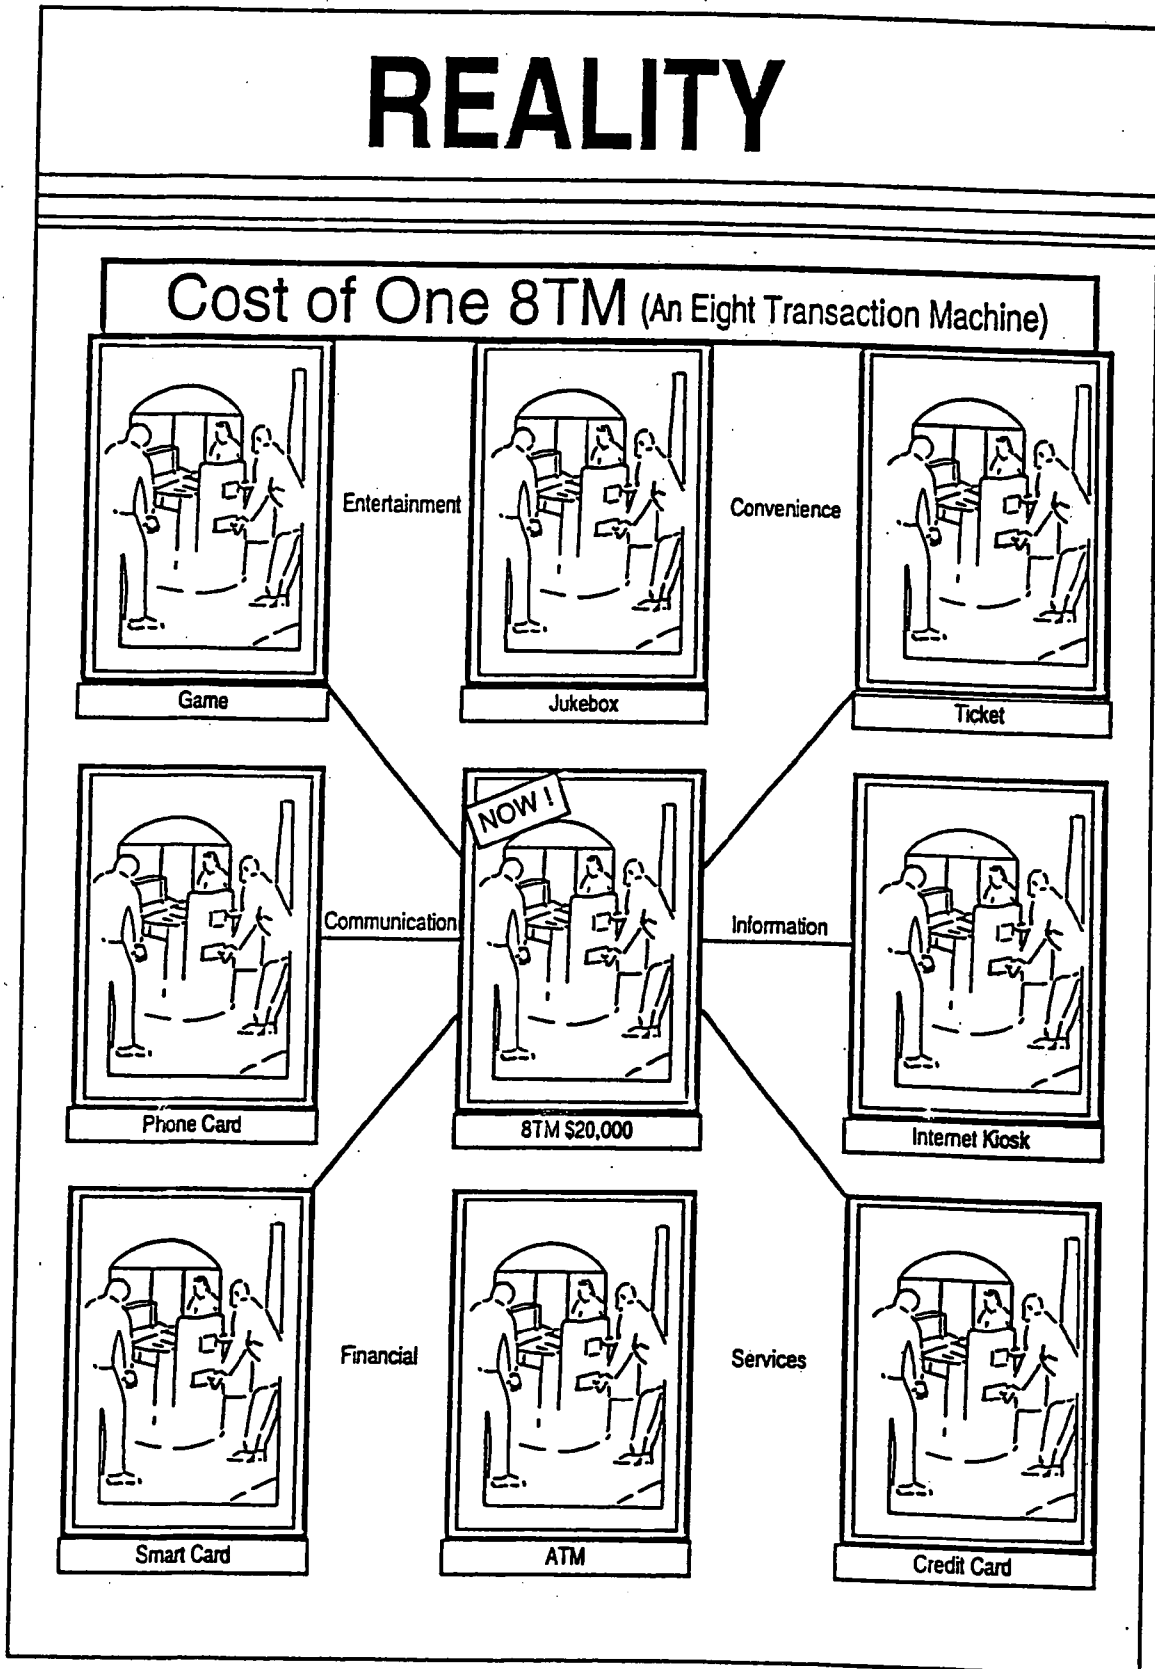 REALITY
Cost of One 8TM (An Eight Transaction Machine)
Entertainment
Convenience
Game
Jukebox
Ticket
NOW !
Communication
Information
Phone Card
8TM $20,000
Internet Kiosk
Financial
Services
Smart Card
ATM
Credit Card